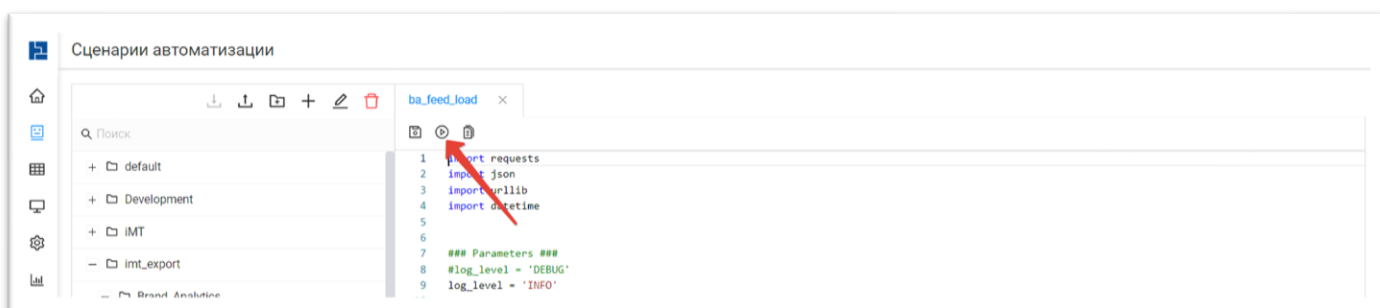 Сценарии автоматизации
ba_feed_load
Поиск
default
Development
iMT
imt_export
Brand_Analytics
1 import requests
2 import json
3 import urllib
4 import datetime
5
6
7 ### Parameters ###
8 #log_level = 'DEBUG'
9 log_level = 'INFO'